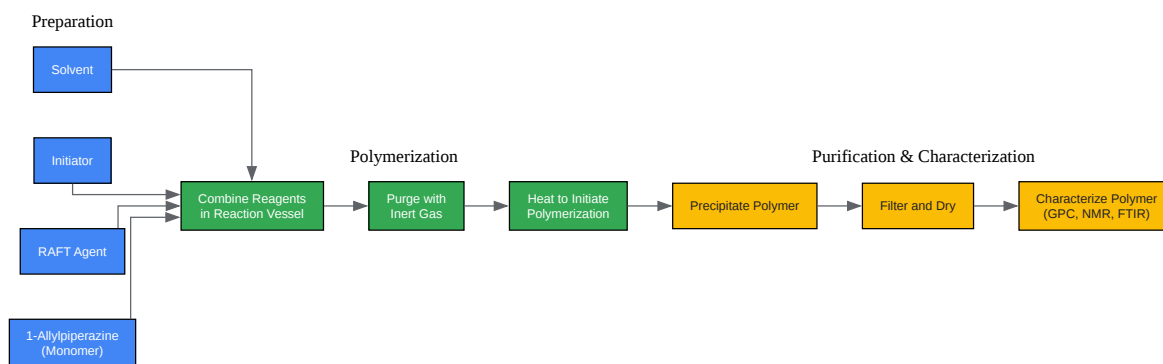 Preparation
Solvent
Initiator
RAFT Agent
1-Allylpiperazine
(Monomer)
Polymerization
Combine Reagents
in Reaction Vessel
Purge with
Inert Gas
Heat to Initiate
Polymerization
Purification & Characterization
Precipitate Polymer
Filter and Dry
Characterize Polymer
(GPC, NMR, FTIR)